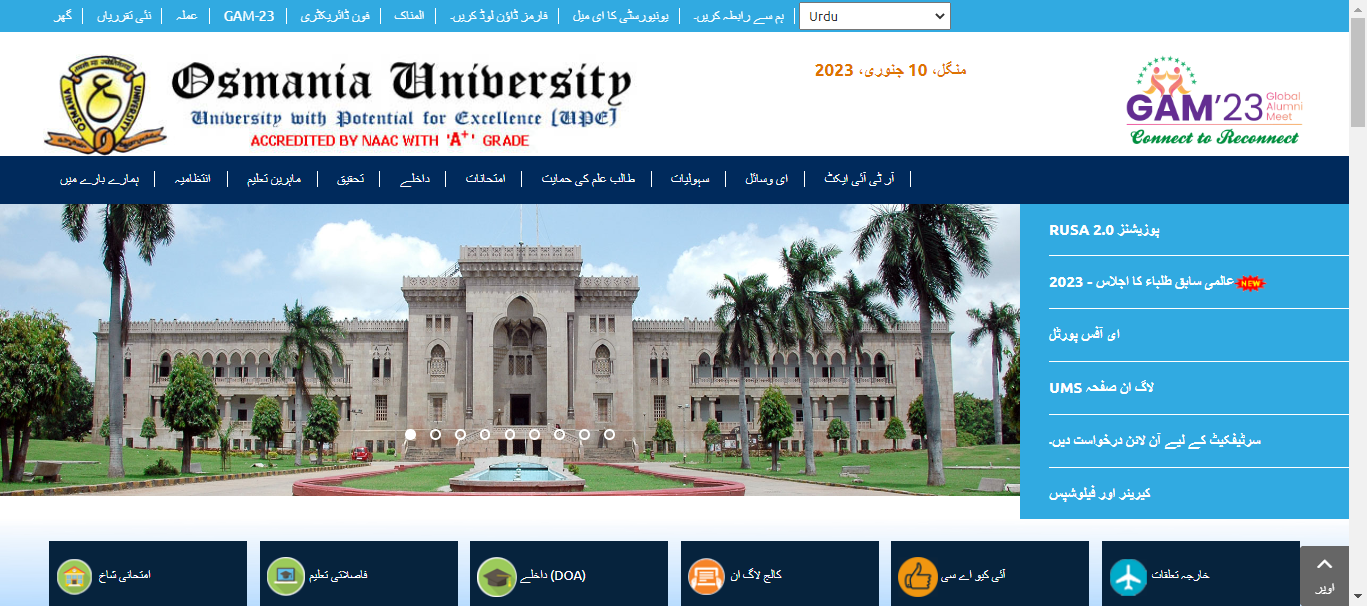 گھر
نئی تقرریاں
عملہ
GAM-23
فون ڈائریکٹری
المناک
فارمز ڈاؤن لوڈ کریں۔
یونیورسٹی کا ای میل
ہم سے رابطہ کریں۔
Urdu
Osmania University
University with Potential for Excellence [UPE]
ACCREDITED BY NAAC WITH 'A+' GRADE
OSMANIA UNIVERSITY
منگل، 10 جنوری، 2023
GAM'23 Global Alumni Meet
Connect to Reconnect
ہمارے بارے میں
انتظامیہ
ماہرین تعلیم
تحقیق
داخلے
امتحانات
طالب علم کی حمایت
سہولیات
ای وسائل
آر ٹی آئی ایکٹ
RUSA 2.0 پوزیشنز
عالمی سابق طلباء کا اجلاس - 2023 NEW
ای آفس پورٹل
UMS لاگ ان صفحہ
سرٹیفکیٹ کے لیے آن لائن درخواست دیں۔
کیریئر اور فیلوشپس
امتحانی شاخ
فاصلاتی تعلیم
داخلے (DOA)
کالج لاگ ان
آئی کیو اے سی
خارجہ تعلقات
اوپر